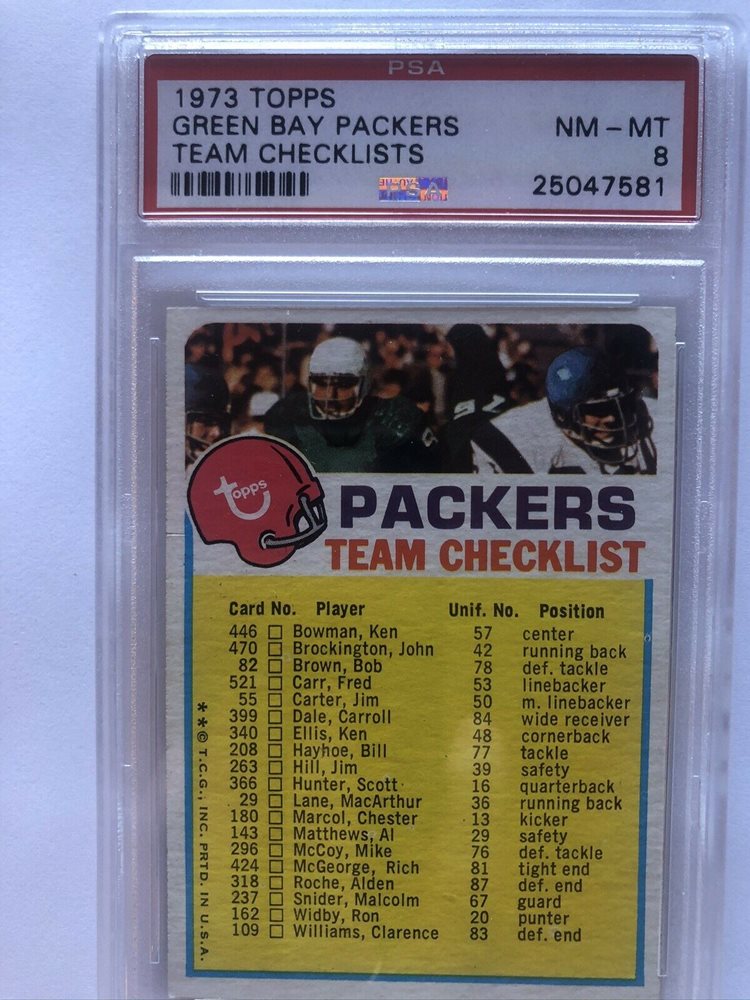 PSA
1973 TOPPS
GREEN BAY PACKERS NM-MT
TEAM CHECKLISTS 8
25047581
PSA
Topps
PACKERS
TEAM CHECKLIST
Card No. Player Unif. No. Position
446 □ Bowman, Ken 57 center
470 □ Brockington, John 42 running back
82 □ Brown, Bob 78 def. tackle
521 □ Carr, Fred 53 linebacker
55 □ Carter, Jim 50 m. linebacker
399 □ Dale, Carroll 84 wide receiver
340 □ Ellis, Ken 48 cornerback
208 □ Hayhoe, Bill 77 tackle
263 □ Hill, Jim 39 safety
366 □ Hunter, Scott 16 quarterback
29 □ Lane, MacArthur 36 running back
180 □ Marcol, Chester 13 kicker
143 □ Matthews, Al 29 safety
296 □ McCoy, Mike 76 def. tackle
424 □ McGeorge, Rich 81 tight end
318 □ Roche, Alden 87 def. end
237 □ Snider, Malcolm 67 guard
162 □ Widby, Ron 20 punter
109 □ Williams, Clarence 83 def. end
**© T.C.G., INC. PRTD. IN U.S.A.